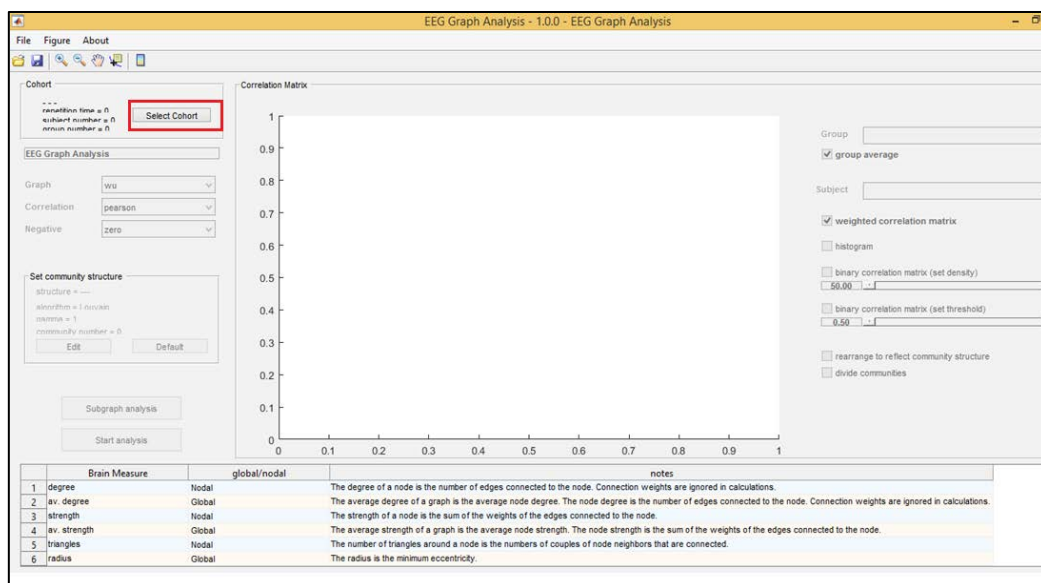 EEG Graph Analysis - 1.0.0 - EEG Graph Analysis
File Figure About
Cohort
repetition time = 0
subject number = 0
group number = 0
Select Cohort
EEG Graph Analysis
Graph wu
Correlation pearson
Negative zero
Set community structure
structure = ---
algorithm = Louvain
gamma = 1
community number = 0
Edit Default
Subgraph analysis
Start analysis
Correlation Matrix
1
0.9
0.8
0.7
0.6
0.5
0.4
0.3
0.2
0.1
0
0 0.1 0.2 0.3 0.4 0.5 0.6 0.7 0.8 0.9 1
Group
group average
Subject
weighted correlation matrix
histogram
binary correlation matrix (set density)
50.00
binary correlation matrix (set threshold)
0.50
rearrange to reflect community structure
divide communities
Brain Measure global/nodal notes
1 degree Nodal The degree of a node is the number of edges connected to the node. Connection weights are ignored in calculations.
2 av. degree Global The average degree of a graph is the average node degree. The node degree is the number of edges connected to the node. Connection weights are ignored in calculations.
3 strength Nodal The strength of a node is the sum of the weights of the edges connected to the node.
4 av. strength Global The average strength of a graph is the average node strength. The node strength is the sum of the weights of the edges connected to the node.
5 triangles Nodal The number of triangles around a node is the numbers of couples of node neighbors that are connected.
6 radius Global The radius is the minimum eccentricity.